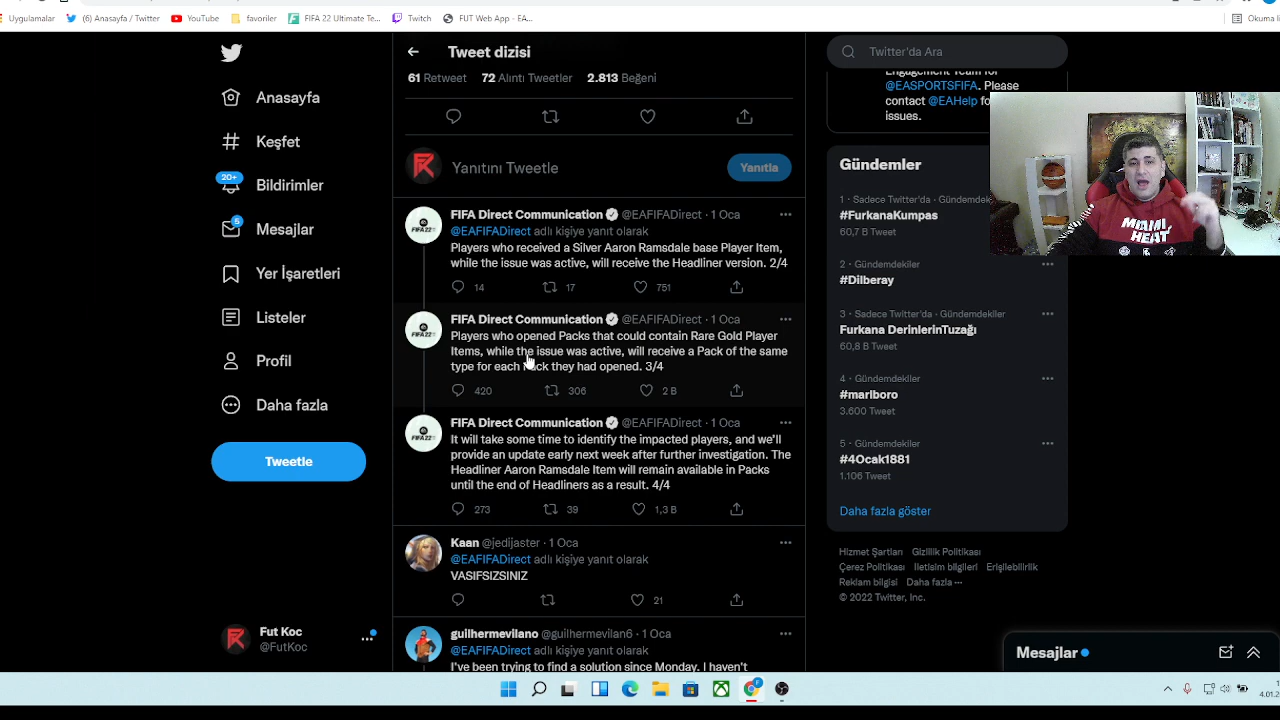 Uygulamalar
(6) Anasayfa / Twitter
YouTube
favoriler
FIFA 22 Ultimate Te...
Twitch
FUT Web App - EA...
Okuma li
Anasayfa
Keşfet
20+
Bildirimler
5
Mesajlar
Yer İşaretleri
Listeler
Profil
Daha fazla
Tweetle
Fut Koc
@FutKoc
Tweet dizisi
61 Retweet 72 Alıntı Tweetler 2.813 Beğeni
Yanıtını Tweetle
Yanıtla
FIFA Direct Communication @EAFIFADirect · 1 Oca
@EAFIFADirect adlı kişiye yanıt olarak
Players who received a Silver Aaron Ramsdale base Player Item,
while the issue was active, will receive the Headliner version. 2/4
14 17 751
FIFA Direct Communication @EAFIFADirect · 1 Oca
Players who opened Packs that could contain Rare Gold Player
Items, while the issue was active, will receive a Pack of the same
type for each Pack they had opened. 3/4
420 306 2 B
FIFA Direct Communication @EAFIFADirect · 1 Oca
It will take some time to identify the impacted players, and we'll
provide an update early next week after further investigation. The
Headliner Aaron Ramsdale Item will remain available in Packs
until the end of Headliners as a result. 4/4
273 39 1,3 B
Kaan @jedijaster · 1 Oca
@EAFIFADirect adlı kişiye yanıt olarak
VASIFSIZSINIZ
21
guilhermevilano @guilhermevilan6 · 1 Oca
@EAFIFADirect adlı kişiye yanıt olarak
I've been trying to find a solution since Monday. I haven't
Twitter'da Ara
Engagement Team for
@EASPORTSFIFA. Please
contact @EAHelp fo
issues.
Gündemler
1 · Sadece Twitter'da · Gündemdek
#FurkanaKumpas
60,7 B Tweet
2 · Gündemdekiler
#Dilberay
3 · Sadece Twitter'da · Gündemdekiler
Furkana DerinlerinTuzağı
60,8 B Tweet
4 · Gündemdekiler
#marlboro
3.600 Tweet
5 · Gündemdekiler
#4Ocak1881
1.106 Tweet
Daha fazla göster
Hizmet Şartları Gizlilik Politikası
Çerez Politikası İletişim bilgileri Erişilebilirlik
Reklam bilgisi Daha fazla ···
© 2022 Twitter, Inc.
Mesajlar
MIAMI
HEAT
4.01.2